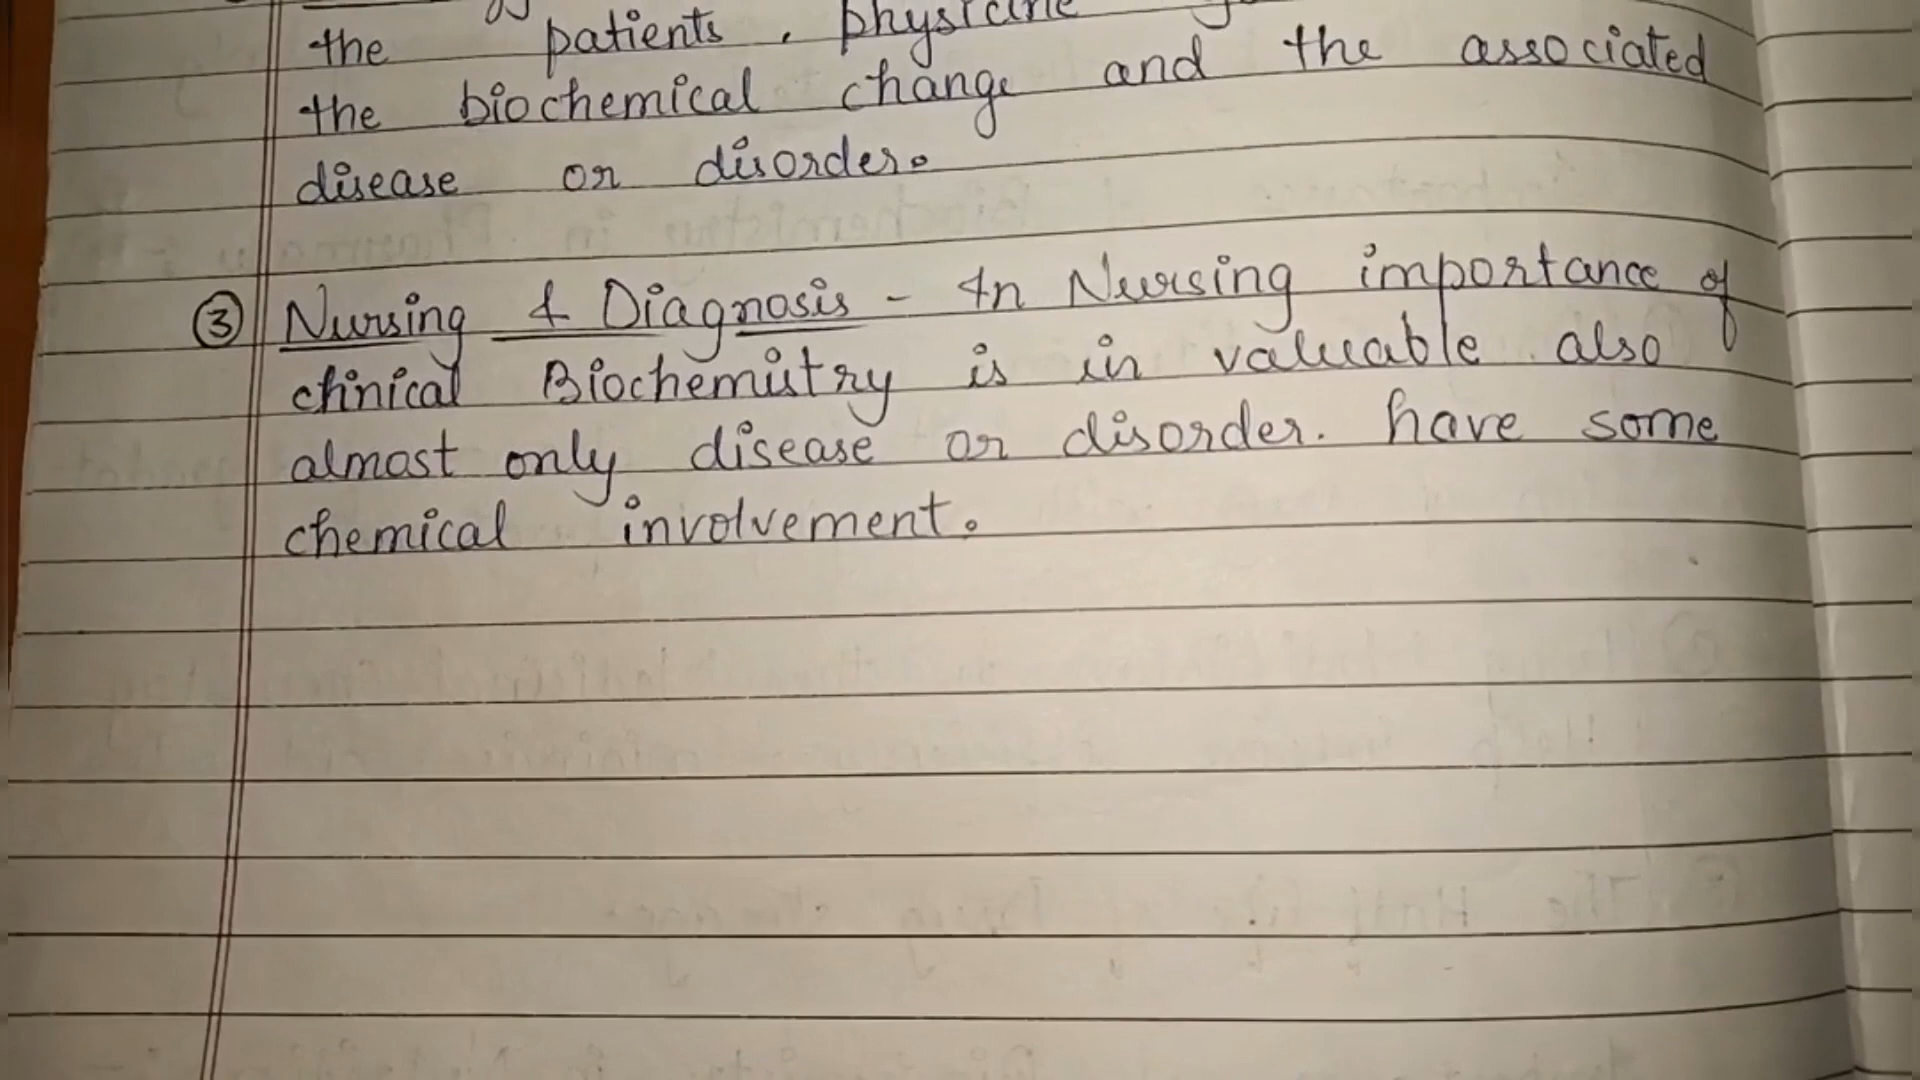 the patients, physicine
the biochemical change and the associated
disease or disorder.
③ Nursing & Diagnosis - In Nursing importance of
clinical Biochemistry is in valuable also
almost only disease or disorder. have some
chemical involvement.